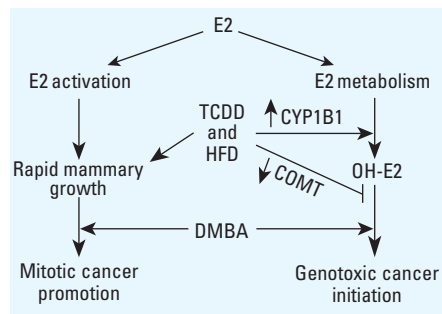 E2
E2 activation
E2 metabolism
TCDD
and
HFD
CYP1B1
Rapid mammary
growth
COMT
OH-E2
DMBA
Mitotic cancer
promotion
Genotoxic cancer
initiation